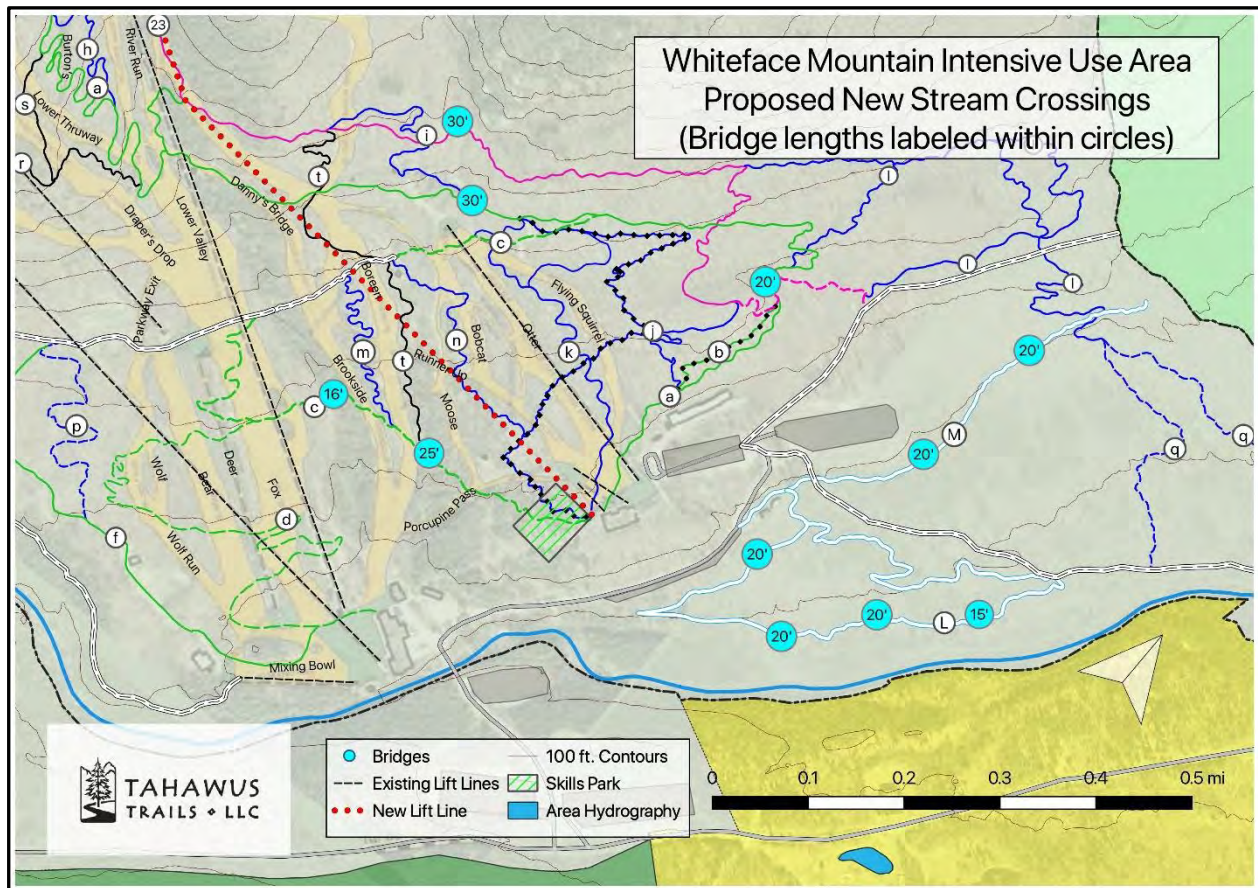 Whiteface Mountain Intensive Use Area
Proposed New Stream Crossings
(Bridge lengths labeled within circles)
23
Burton's
h
River Run
a
s
Lower Thruway
r
30'
i
t
30'
l
Danny's Bridge
Lower Valley
Draper's Drop
c
Parkway Exit
l
20'
l
Flying Squirrel
Boreen
Otter
j
m
t
n
Bobcat
k
b
20'
Runner Up
Brookside
16'
c
Moose
a
p
25'
20'
M
q
q
Wolf
Bear
Deer
Fox
Porcupine Pass
d
f
Wolf Run
20'
20'
20'
L
15'
Mixing Bowl
TAHAWUS
TRAILS LLC
Bridges
Existing Lift Lines
New Lift Line
100 ft. Contours
Skills Park
Area Hydrography
0 0.1 0.2 0.3 0.4 0.5 mi